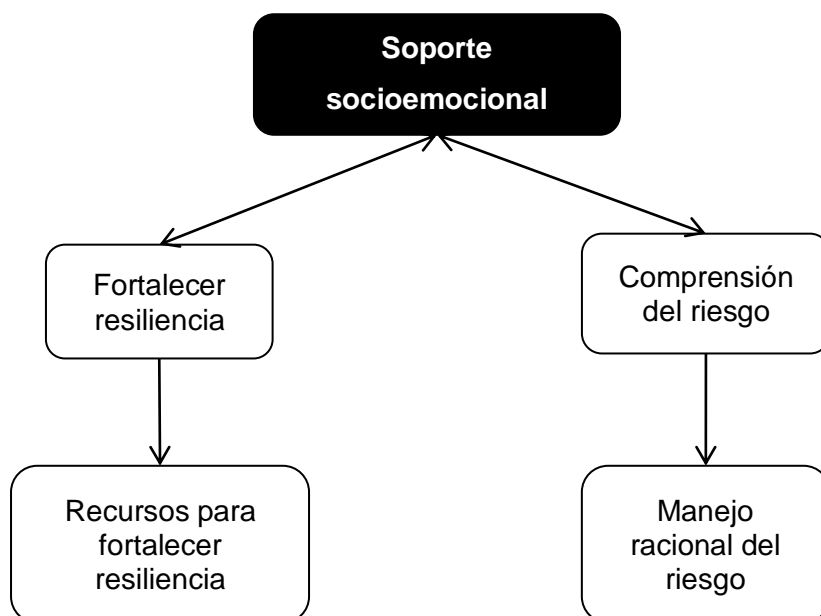 Soporte
socioemocional
Fortalecer
resiliencia
Comprensión
del riesgo
Recursos para
fortalecer
resiliencia
Manejo
racional del
riesgo